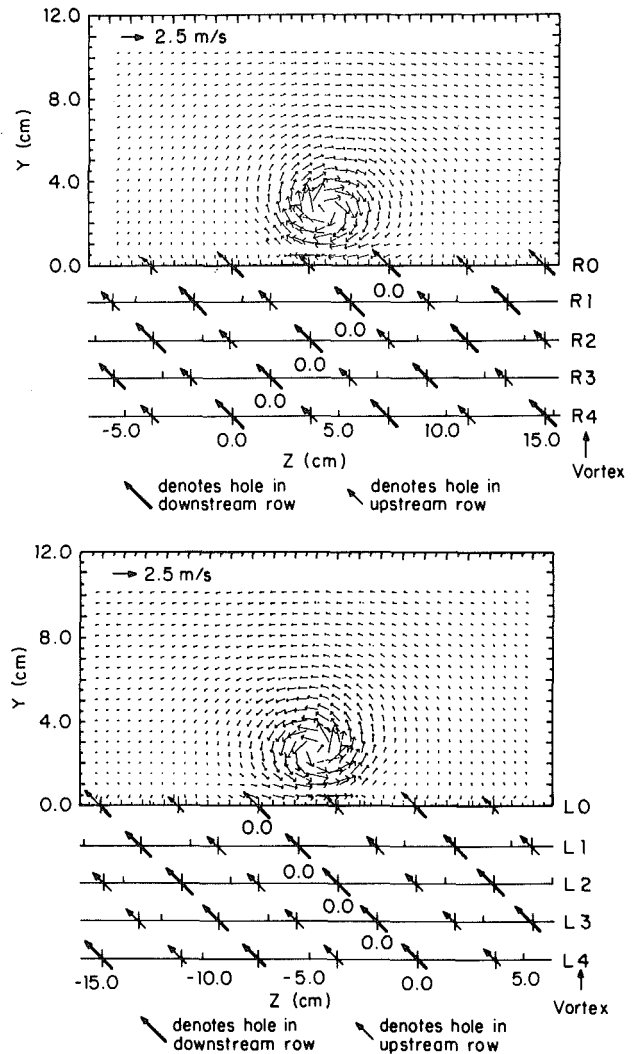 12.0
2.5 m/s
8.0
Y (cm)
4.0
0.0
R0
0.0
R1
0.0
R2
0.0
R3
0.0
R4
-5.0 0.0 5.0 10.0 15.0
Z (cm)
Vortex
denotes hole in downstream row
denotes hole in upstream row
12.0
2.5 m/s
8.0
Y (cm)
4.0
0.0
L0
0.0
L1
0.0
L2
0.0
L3
0.0
L4
-15.0 -10.0 -5.0 0.0 5.0
Z (cm)
Vortex
denotes hole in downstream row
denotes hole in upstream row